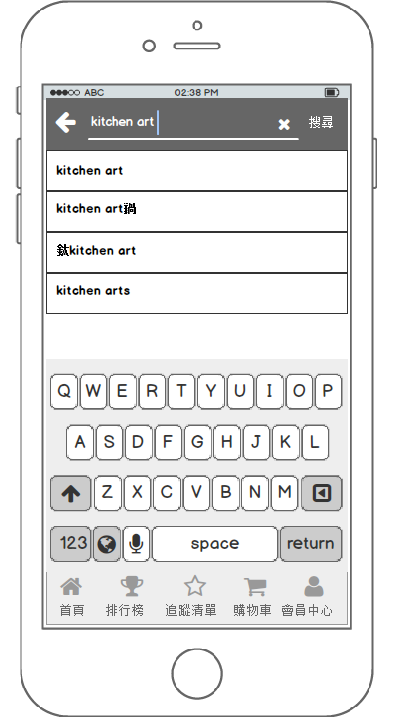 ABC 02:38 PM
kitchen art 搜尋
kitchen art
kitchen art鍋
鈦kitchen art
kitchen arts
Q W E R T Y U I O P
A S D F G H J K L
Z X C V B N M
123 space return
首頁 排行榜 追蹤清單 購物車 會員中心